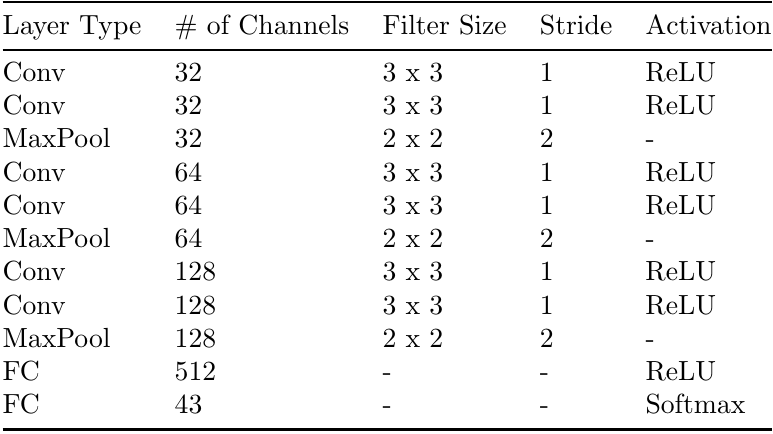 Layer Type # of Channels Filter Size Stride Activation
Conv 32 3 x 3 1 ReLU
Conv 32 3 x 3 1 ReLU
MaxPool 32 2 x 2 2 -
Conv 64 3 x 3 1 ReLU
Conv 64 3 x 3 1 ReLU
MaxPool 64 2 x 2 2 -
Conv 128 3 x 3 1 ReLU
Conv 128 3 x 3 1 ReLU
MaxPool 128 2 x 2 2 -
FC 512 - - ReLU
FC 43 - - Softmax